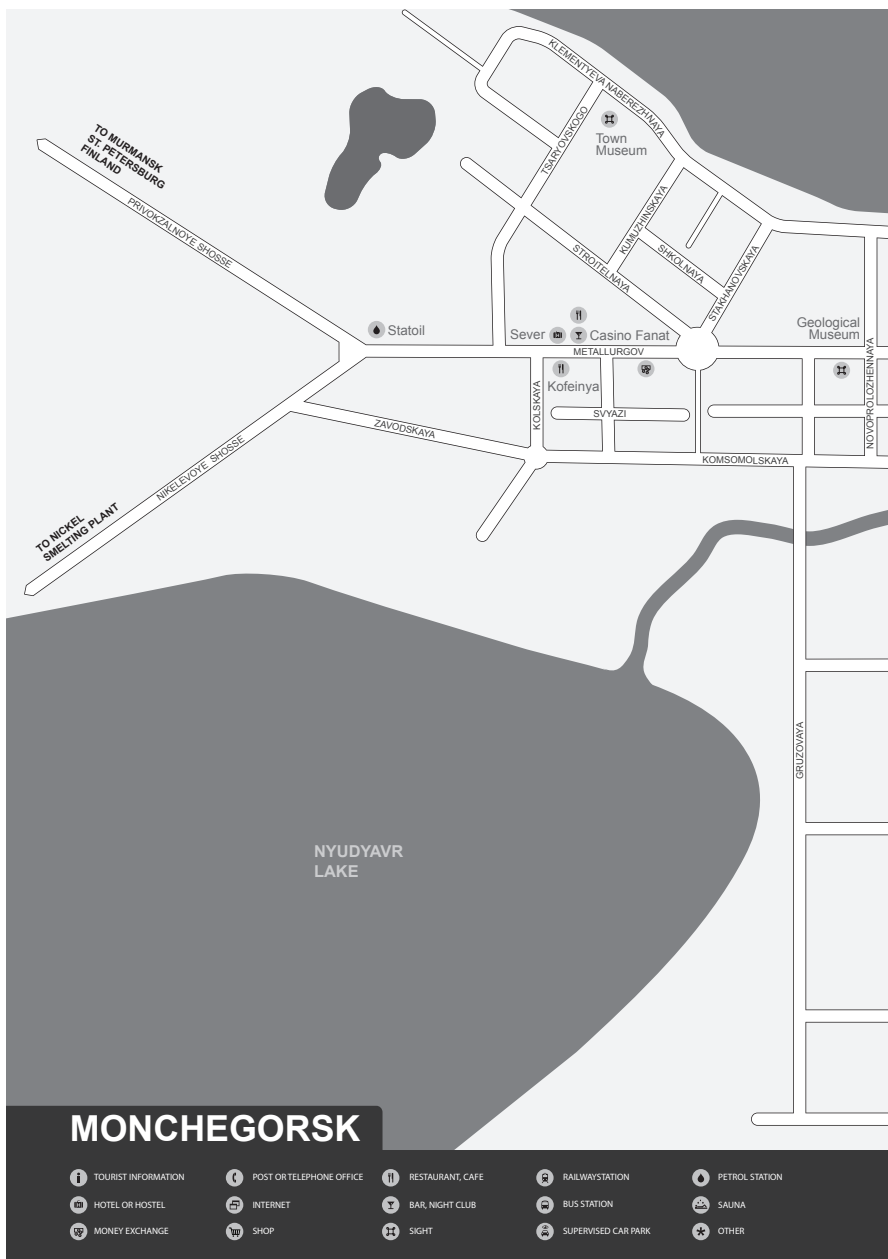 KLEMENTYEVA NABEREZHNAYA
TSARYOVSKOGO
Town
Museum
TO MURMANSK
ST. PETERSBURG
FINLAND
PRIVOKZALNOYE SHOSSE
KUMUZHINSKAYA
SHKOLNAYA
STROITELNAYA
STAKHANOVSKAYA
Statoil
Sever
Casino Fanat
Geological
Museum
METALLURGOV
Kofeinya
KOLSKAYA
SVYAZI
NOVOPROLOZHENNAYA
ZAVODSKAYA
KOMSOMOLSKAYA
NIKELEVOYE SHOSSE
TO NICKEL
SMELTING PLANT
GRUZOVAYA
NYUDYAVR
LAKE
MONCHEGORSK
TOURIST INFORMATION
HOTEL OR HOSTEL
MONEY EXCHANGE
POST OR TELEPHONE OFFICE
INTERNET
SHOP
RESTAURANT, CAFE
BAR, NIGHT CLUB
SIGHT
RAILWAYSTATION
BUS STATION
SUPERVISED CAR PARK
PETROL STATION
SAUNA
OTHER